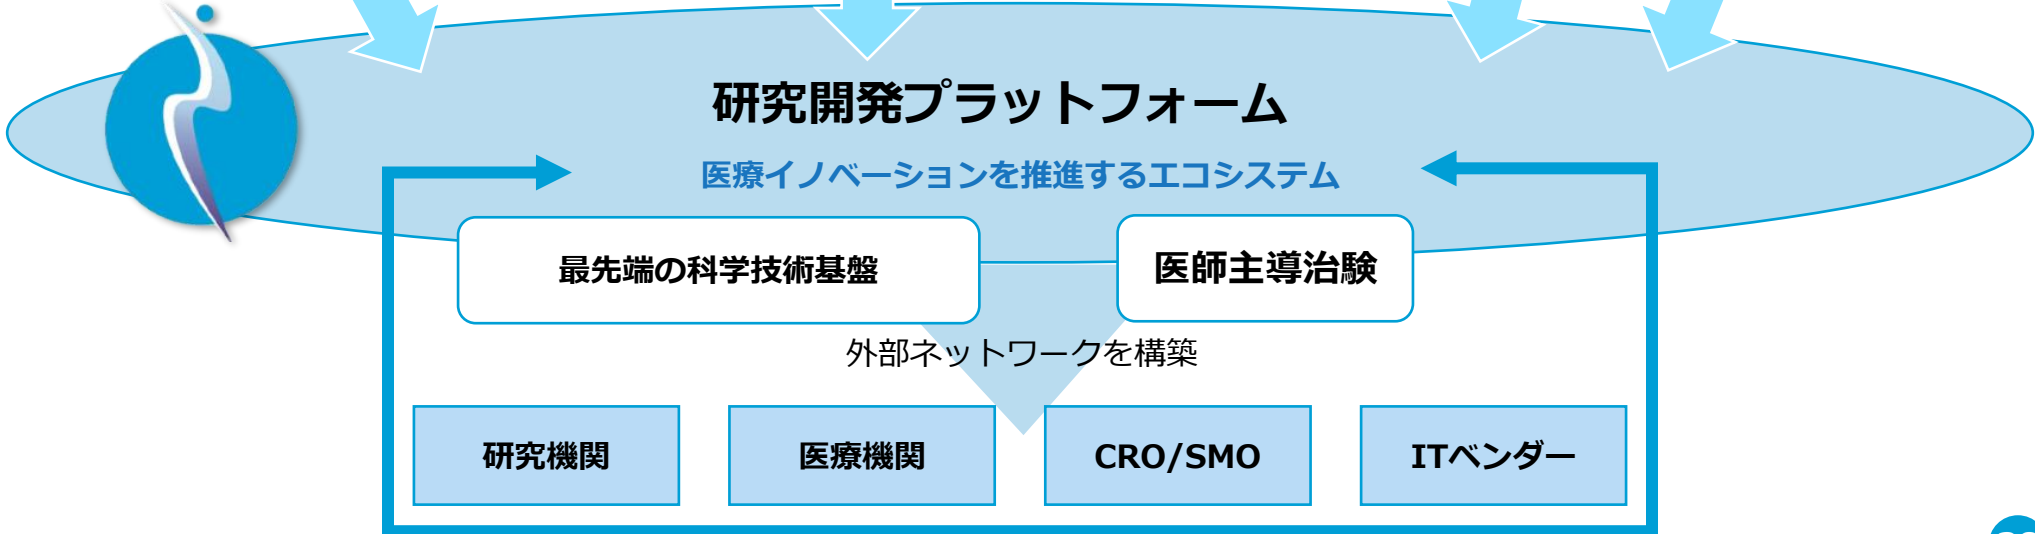 研究開発プラットフォーム
医療イノベーションを推進するエコシステム
最先端の科学技術基盤
医師主導治験
外部ネットワークを構築
研究機関
医療機関
CRO/SMO
ITベンダー